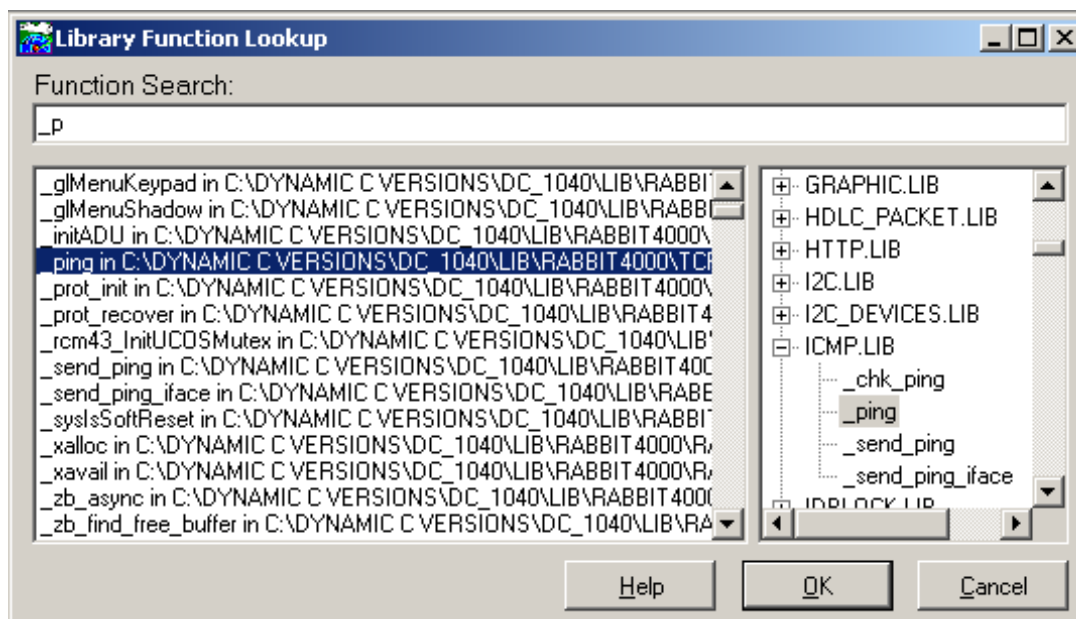 Library Function Lookup
Function Search:
_p
_glMenuKeypad in C:\DYNAMIC C VERSIONS\DC_1040\LIB\RABBIT
_glMenuShadow in C:\DYNAMIC C VERSIONS\DC_1040\LIB\RABBI
_initADU in C:\DYNAMIC C VERSIONS\DC_1040\LIB\RABBIT4000\
_ping in C:\DYNAMIC C VERSIONS\DC_1040\LIB\RABBIT4000\TCP
_prot_init in C:\DYNAMIC C VERSIONS\DC_1040\LIB\RABBIT4000\
_prot_recover in C:\DYNAMIC C VERSIONS\DC_1040\LIB\RABBIT4
_rcm43_InitUCOSMutex in C:\DYNAMIC C VERSIONS\DC_1040\LIB\
_send_ping in C:\DYNAMIC C VERSIONS\DC_1040\LIB\RABBIT400
_send_ping_iface in C:\DYNAMIC C VERSIONS\DC_1040\LIB\RABB
_sysIsSoftReset in C:\DYNAMIC C VERSIONS\DC_1040\LIB\RABBIT
_xalloc in C:\DYNAMIC C VERSIONS\DC_1040\LIB\RABBIT4000\RA
_xavail in C:\DYNAMIC C VERSIONS\DC_1040\LIB\RABBIT4000\RA
_zb_async in C:\DYNAMIC C VERSIONS\DC_1040\LIB\RABBIT4000
_zb_find_free_buffer in C:\DYNAMIC C VERSIONS\DC_1040\LIB\RA
GRAPHIC.LIB
HDLC_PACKET.LIB
HTTP.LIB
I2C.LIB
I2C_DEVICES.LIB
ICMP.LIB
_chk_ping
_ping
_send_ping
_send_ping_iface
IDBLOCK.LIB
Help
OK
Cancel